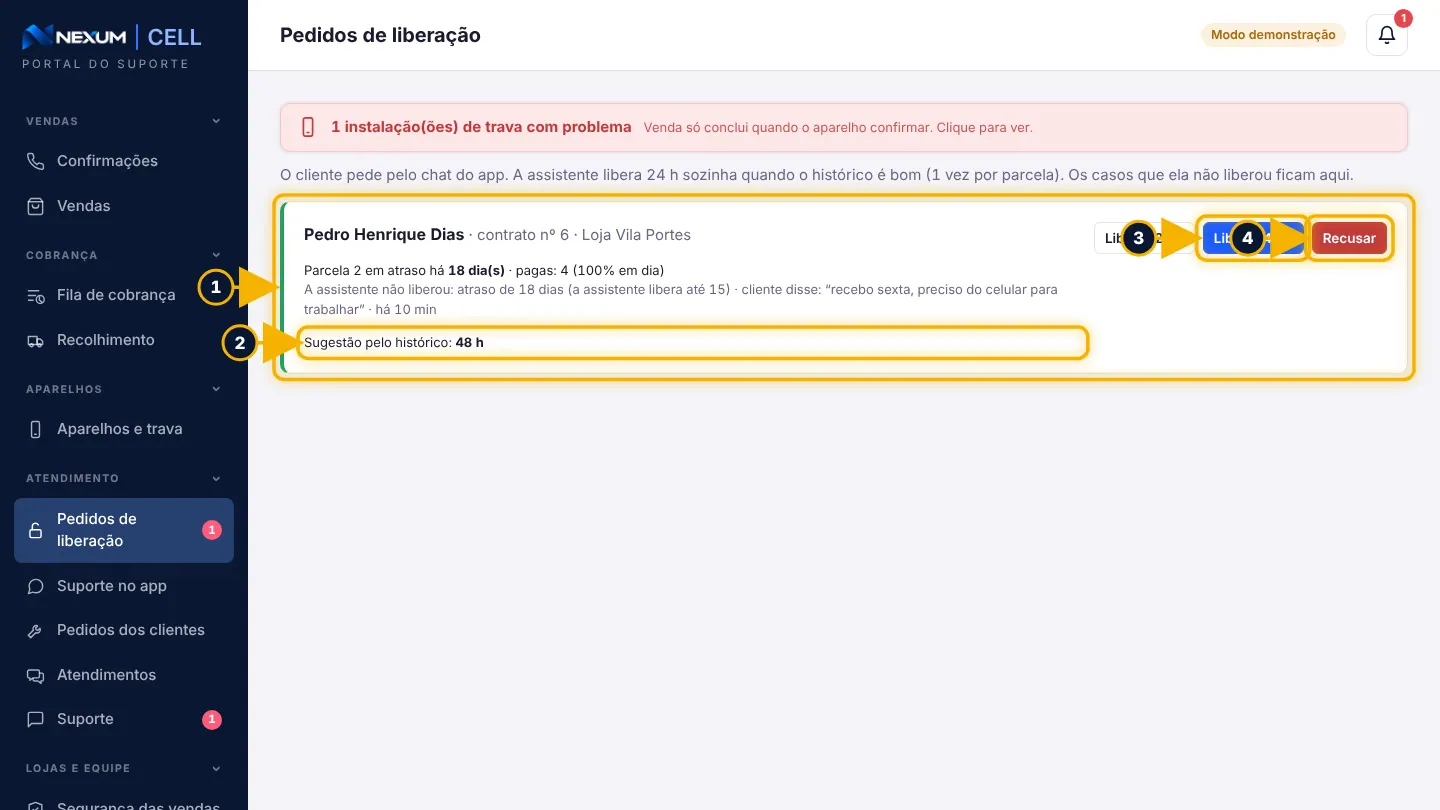 NEXUM | CELL
PORTAL DO SUPORTE
VENDAS
Confirmações
Vendas
COBRANÇA
Fila de cobrança
Recolhimento
APARELHOS
Aparelhos e trava
ATENDIMENTO
Pedidos de
liberação
1
Suporte no app
Pedidos dos clientes
Atendimentos
Suporte
1
LOJAS E EQUIPE
Segurança das vendas
Pedidos de liberação
Modo demonstração
1
1 instalação(ões) de trava com problema Venda só conclui quando o aparelho confirmar. Clique para ver.
O cliente pede pelo chat do app. A assistente libera 24 h sozinha quando o histórico é bom (1 vez por parcela). Os casos que ela não liberou ficam aqui.
Pedro Henrique Dias · contrato nº 6 · Loja Vila Portes
3
4
Recusar
Parcela 2 em atraso há 18 dia(s) · pagas: 4 (100% em dia)
1
A assistente não liberou: atraso de 18 dias (a assistente libera até 15) · cliente disse: “recebo sexta, preciso do celular para
trabalhar” · há 10 min
2
Sugestão pelo histórico: 48 h